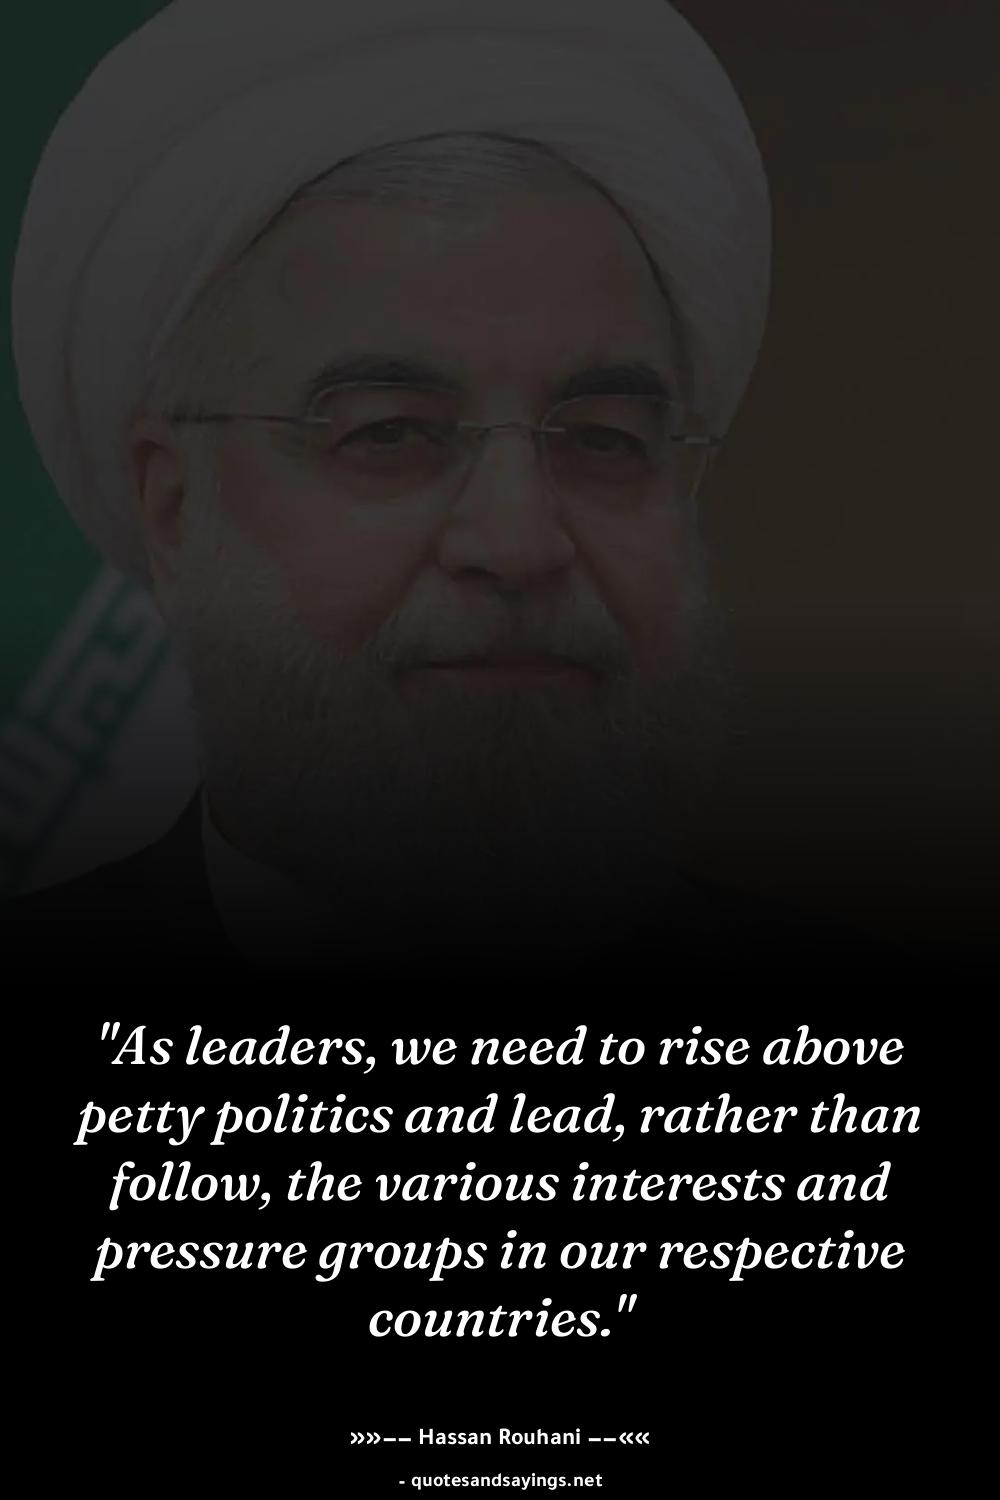 "As leaders, we need to rise above
petty politics and lead, rather than
follow, the various interests and
pressure groups in our respective
countries."
»»−− Hassan Rouhani −−««
- quotesandsayings.net